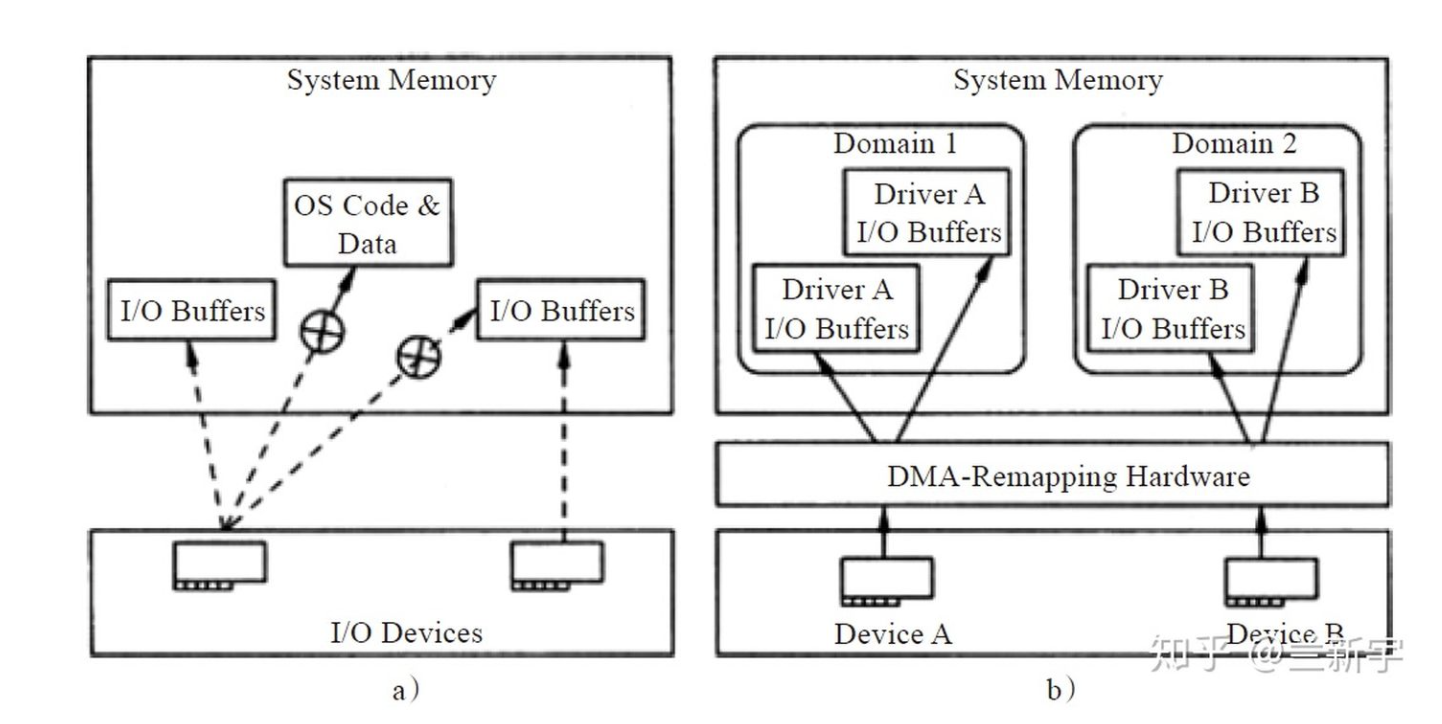 System Memory
OS Code &
Data
I/O Buffers
I/O Buffers
I/O Devices
a)
System Memory
Domain 1
Driver A
I/O Buffers
Driver A
I/O Buffers
Domain 2
Driver B
I/O Buffers
Driver B
I/O Buffers
DMA-Remapping Hardware
Device A
Device B
b)
知乎 @兰新宇